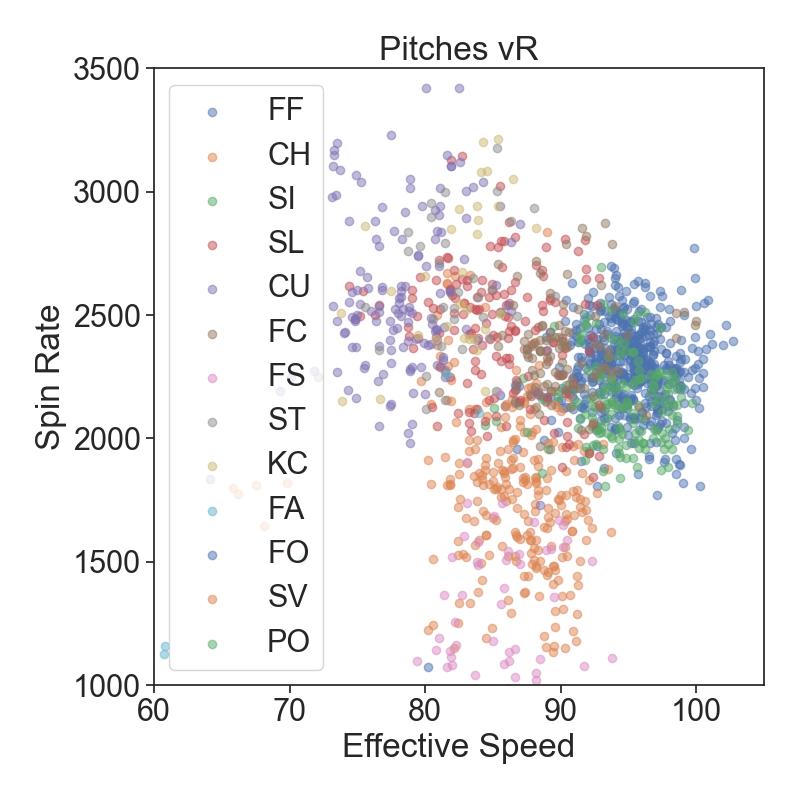 Pitches vR
3500
3000
2500
2000
1500
1000
Spin Rate
FF
CH
SI
SL
CU
FC
FS
ST
KC
FA
FO
SV
PO
60 70 80 90 100
Effective Speed